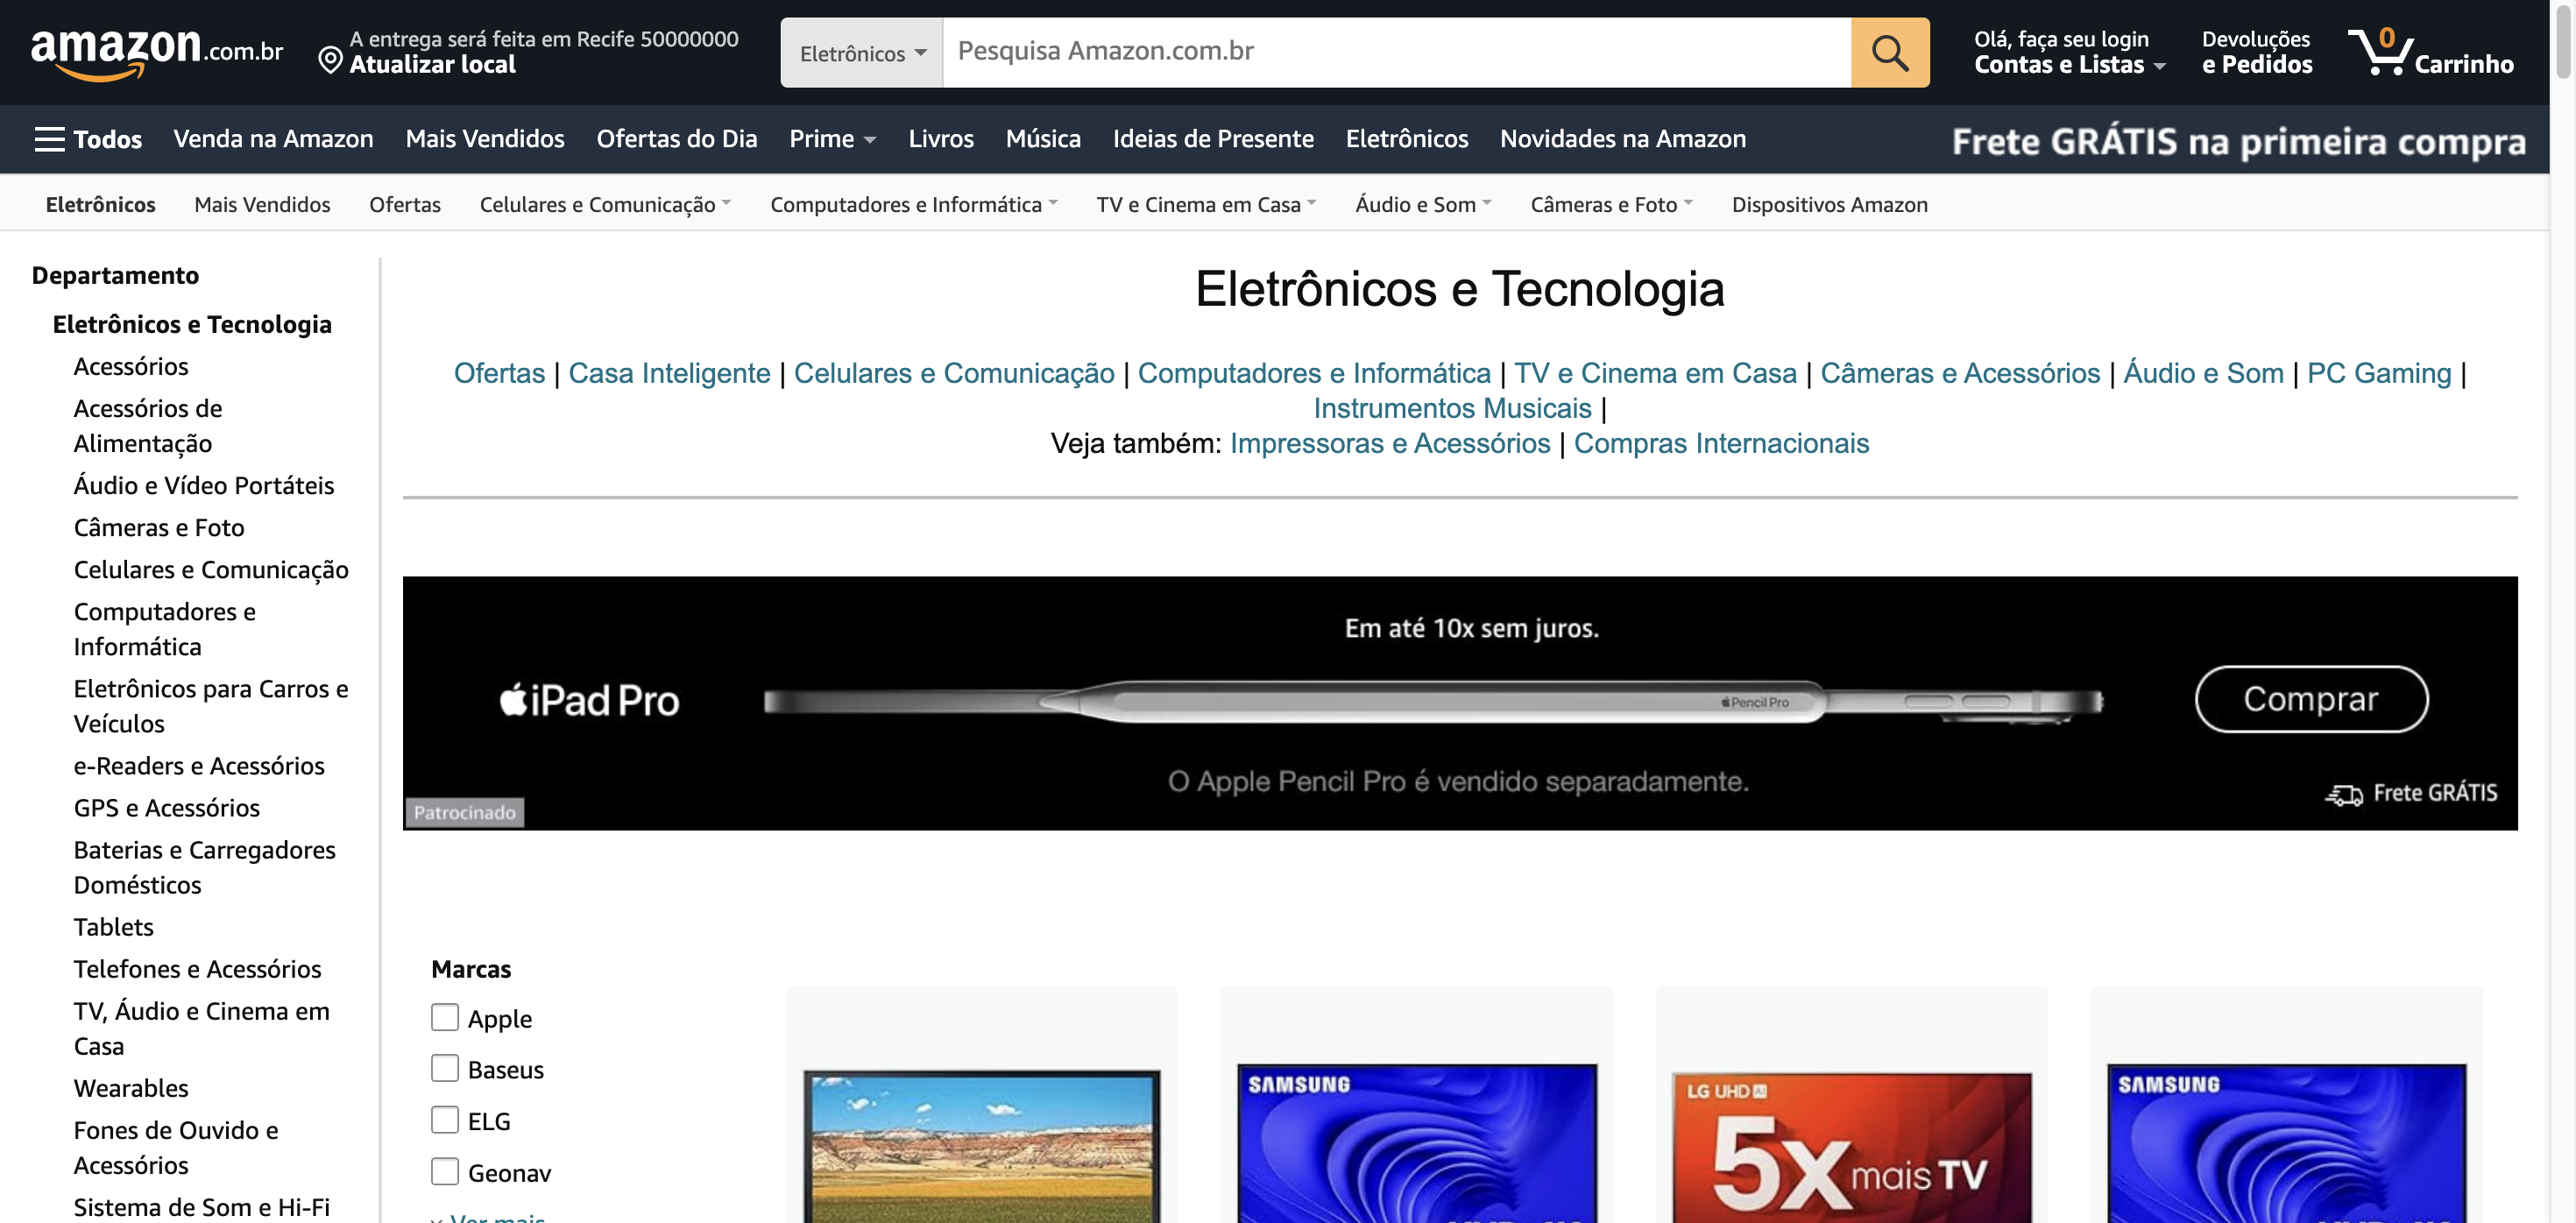 amazon.com.br
A entrega será feita em Recife 50000000
Atualizar local
Eletrônicos
Pesquisa Amazon.com.br
Olá, faça seu login
Contas e Listas
Devoluções
e Pedidos
0
Carrinho
Todos
Venda na Amazon
Mais Vendidos
Ofertas do Dia
Prime
Livros
Música
Ideias de Presente
Eletrônicos
Novidades na Amazon
Frete GRÁTIS na primeira compra
Eletrônicos
Mais Vendidos
Ofertas
Celulares e Comunicação
Computadores e Informática
TV e Cinema em Casa
Áudio e Som
Câmeras e Foto
Dispositivos Amazon
Departamento
Eletrônicos e Tecnologia
Acessórios
Acessórios de
Alimentação
Áudio e Vídeo Portáteis
Câmeras e Foto
Celulares e Comunicação
Computadores e
Informática
Eletrônicos para Carros e
Veículos
e-Readers e Acessórios
GPS e Acessórios
Baterias e Carregadores
Domésticos
Tablets
Telefones e Acessórios
TV, Áudio e Cinema em
Casa
Wearables
Fones de Ouvido e
Acessórios
Sistema de Som e Hi-Fi
Eletrônicos e Tecnologia
Ofertas | Casa Inteligente | Celulares e Comunicação | Computadores e Informática | TV e Cinema em Casa | Câmeras e Acessórios | Áudio e Som | PC Gaming |
Instrumentos Musicais |
Veja também: Impressoras e Acessórios | Compras Internacionais
Em até 10x sem juros.
iPad Pro
Pencil Pro
Comprar
O Apple Pencil Pro é vendido separadamente.
Frete GRÁTIS
Patrocinado
Marcas
Apple
Baseus
ELG
Geonav
Ver mais
SAMSUNG
LG UHD AI
5x mais TV
SAMSUNG